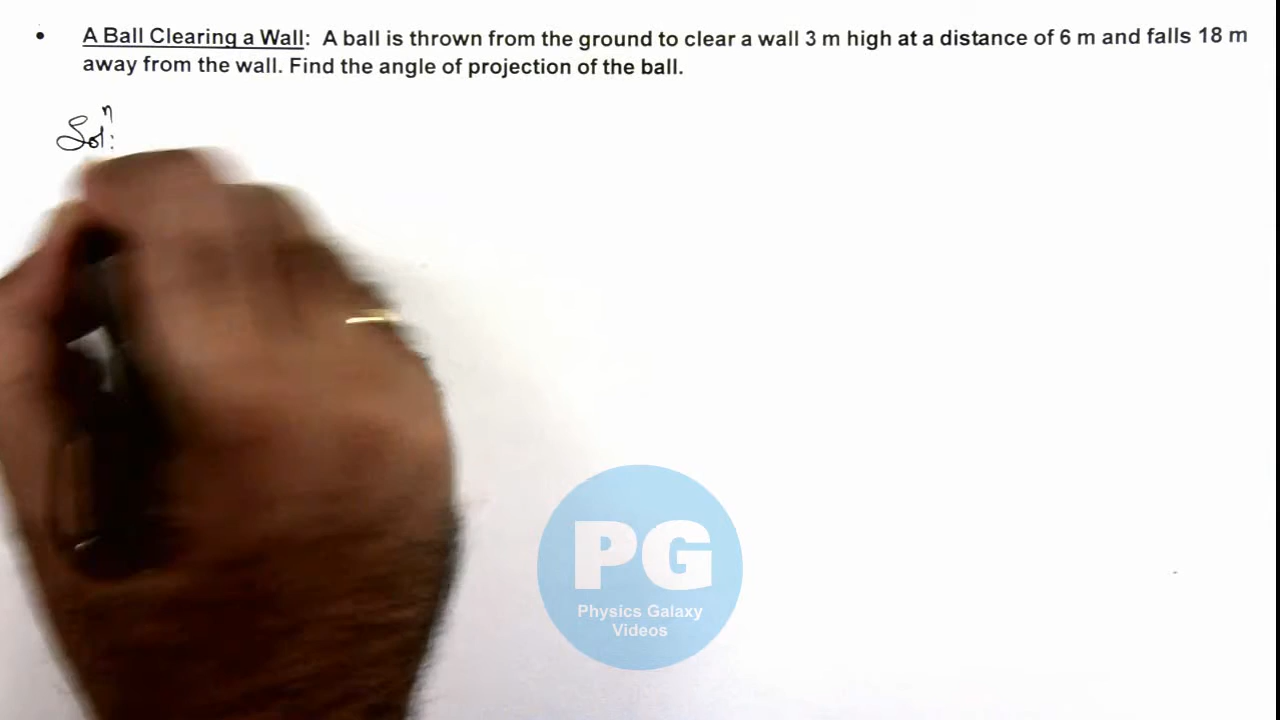 • A Ball Clearing a Wall: A ball is thrown from the ground to clear a wall 3 m high at a distance of 6 m and falls 18 m
away from the wall. Find the angle of projection of the ball.
Solⁿ:
PG
Physics Galaxy
Videos